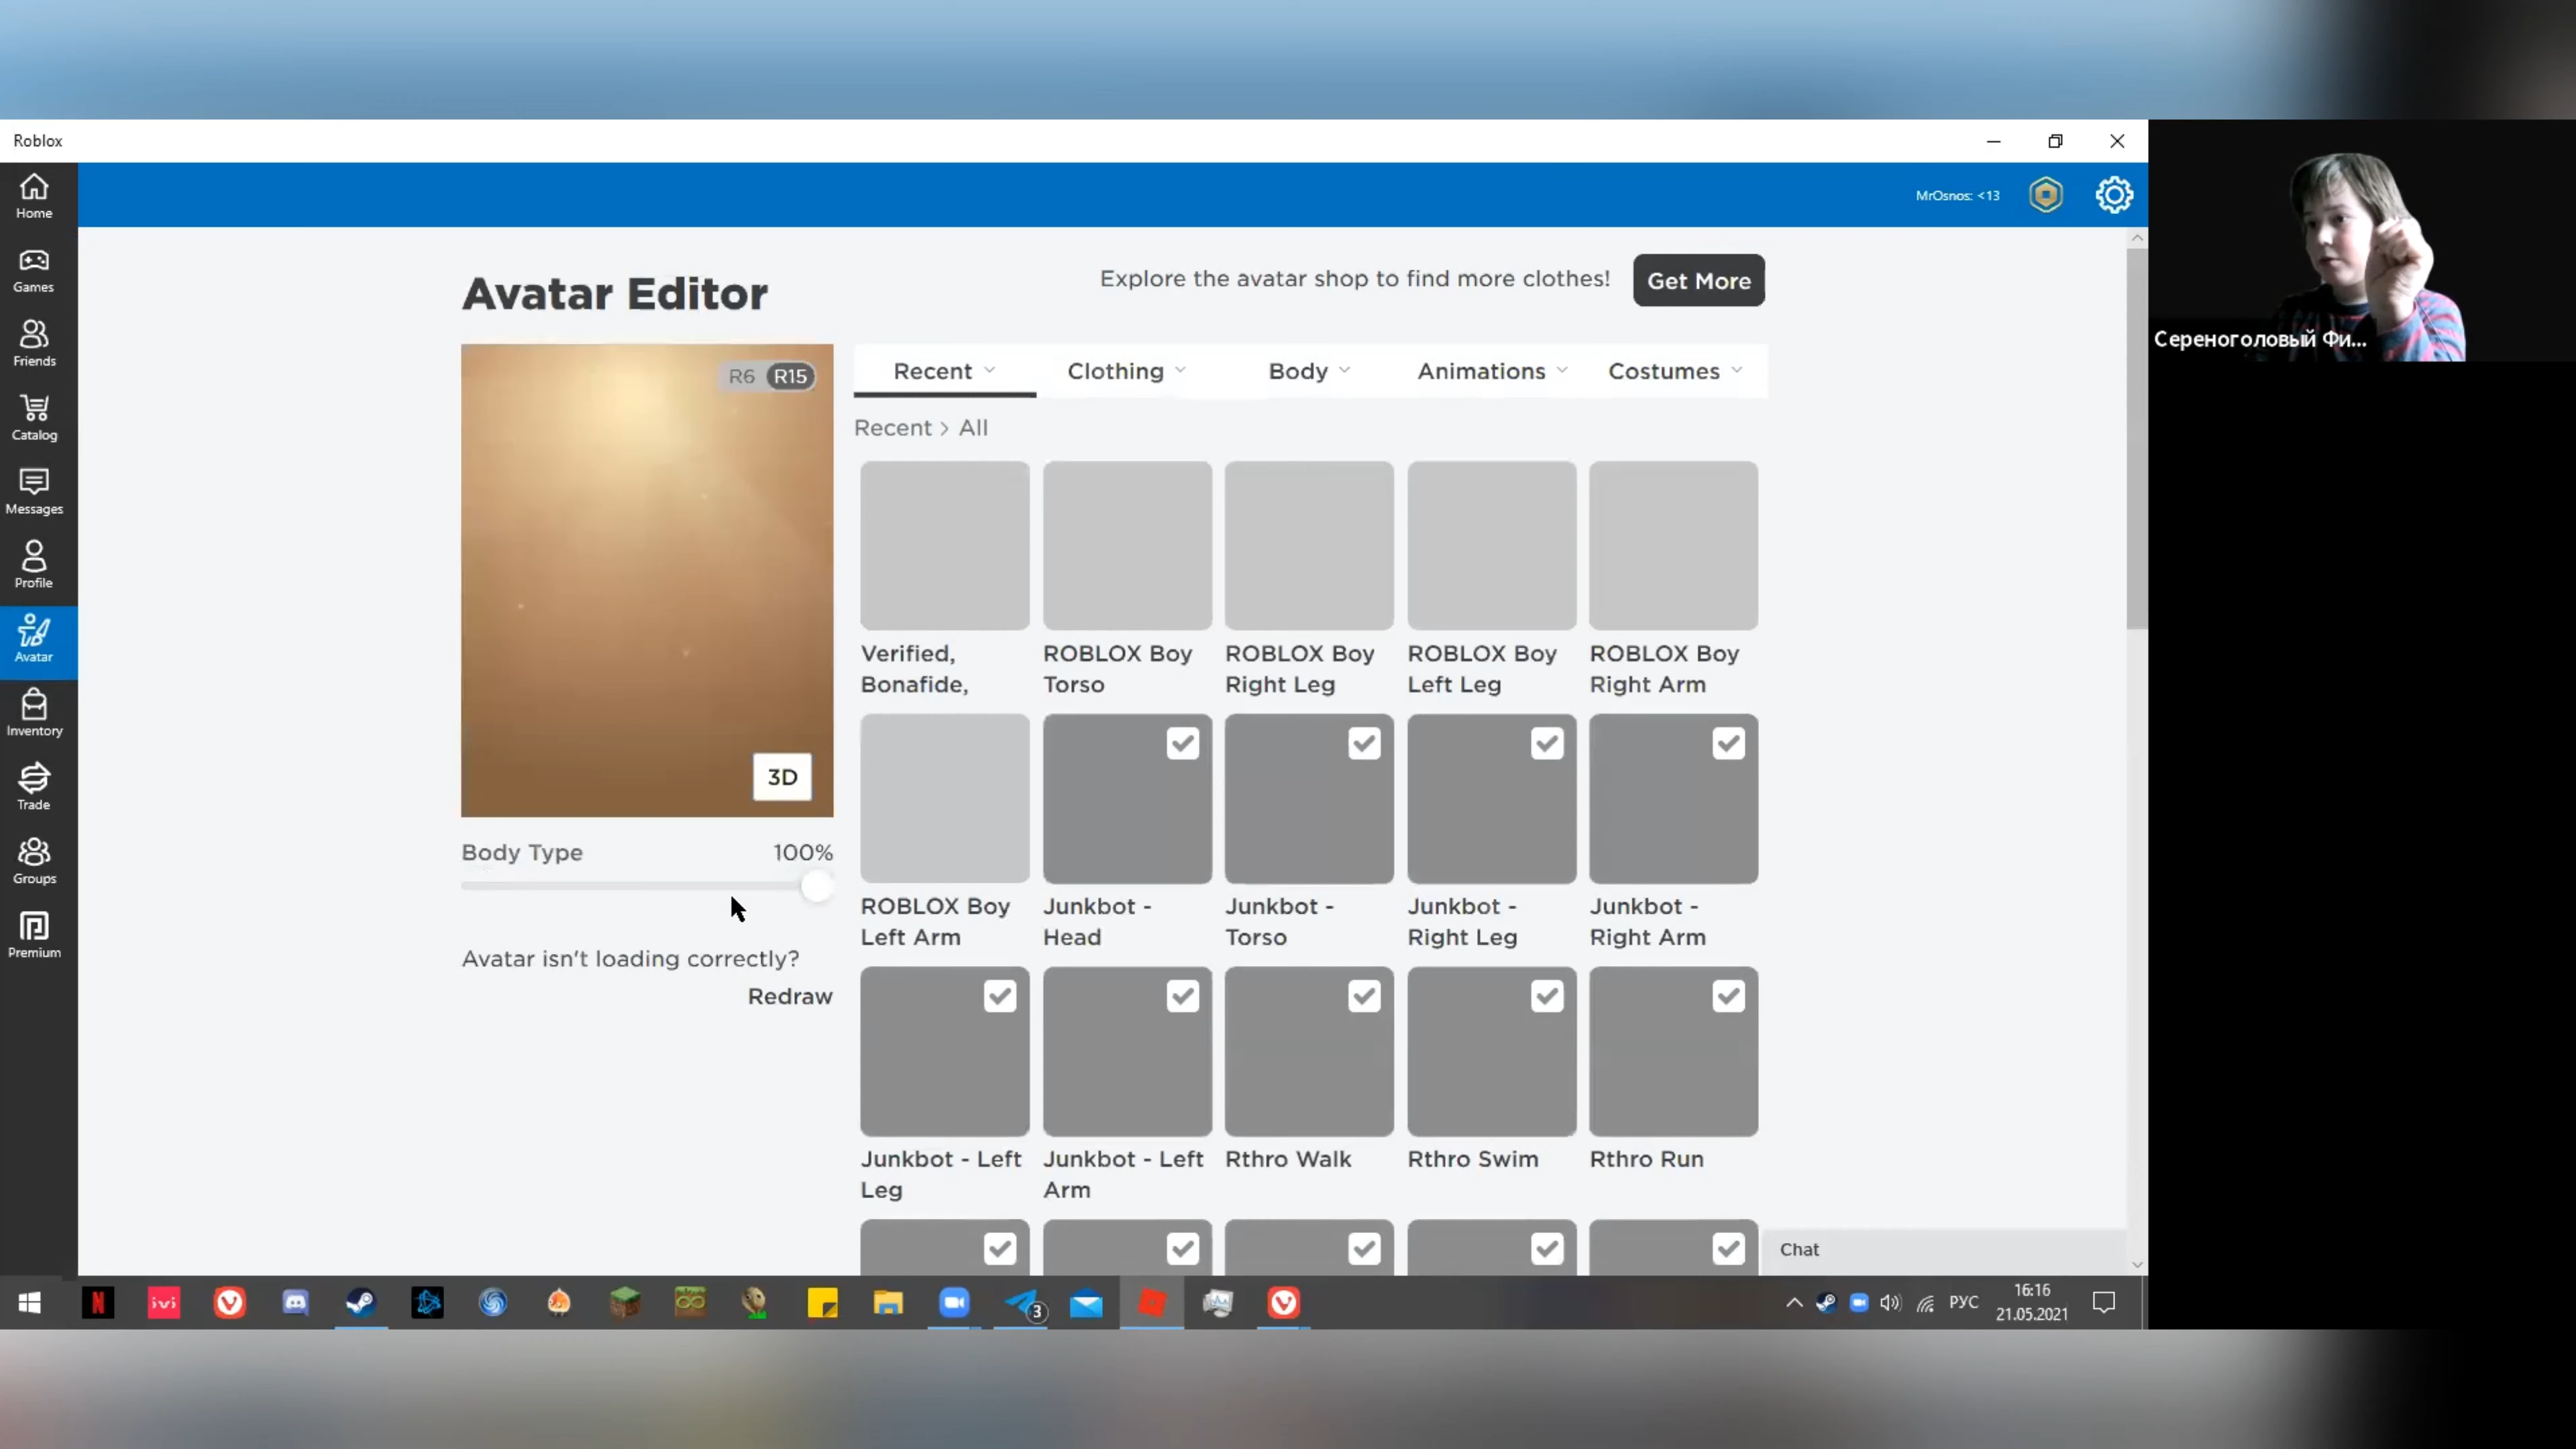 Roblox
MrOsnos: <13
Home
Games
Friends
Catalog
Messages
Profile
Avatar
Inventory
Trade
Groups
Premium
Avatar Editor
Explore the avatar shop to find more clothes!
Get More
R6 R15
3D
Body Type 100%
Avatar isn't loading correctly?
Redraw
Recent Clothing Body Animations Costumes
Recent > All
Verified,
Bonafide,
ROBLOX Boy
Torso
ROBLOX Boy
Right Leg
ROBLOX Boy
Left Leg
ROBLOX Boy
Right Arm
ROBLOX Boy
Left Arm
Junkbot -
Head
Junkbot -
Torso
Junkbot -
Right Leg
Junkbot -
Right Arm
Junkbot - Left
Leg
Junkbot - Left
Arm
Rthro Walk
Rthro Swim
Rthro Run
Chat
Сереноголовый Фи...
N
ivi
3
РУС
16:16
21.05.2021